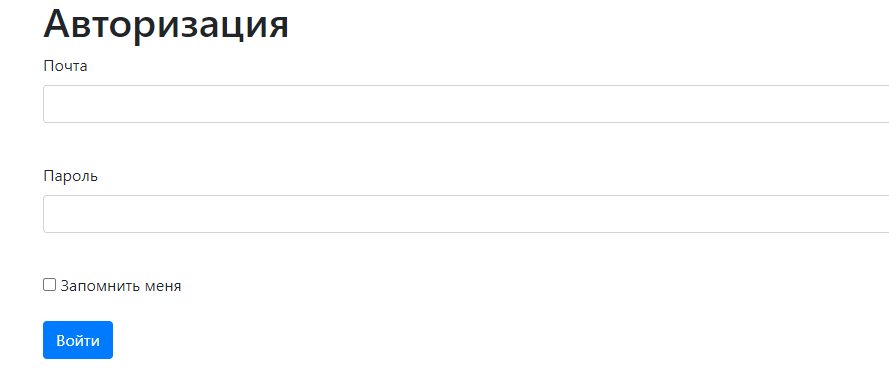 Авторизация
Почта
Пароль
Запомнить меня
Войти